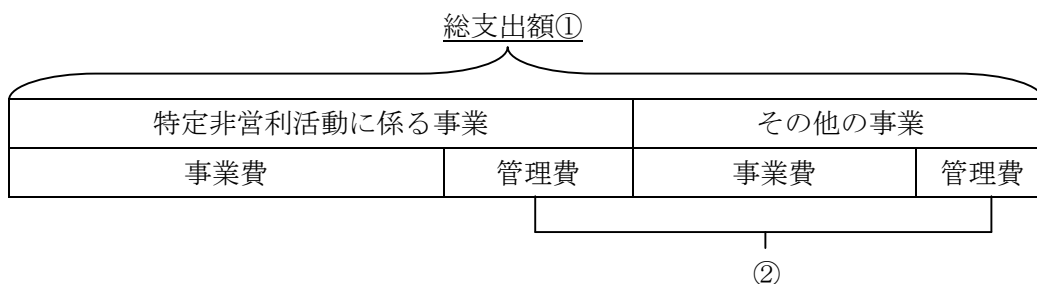 総支出額①
特定非営利活動に係る事業 その他の事業
事業費 管理費 事業費 管理費
②